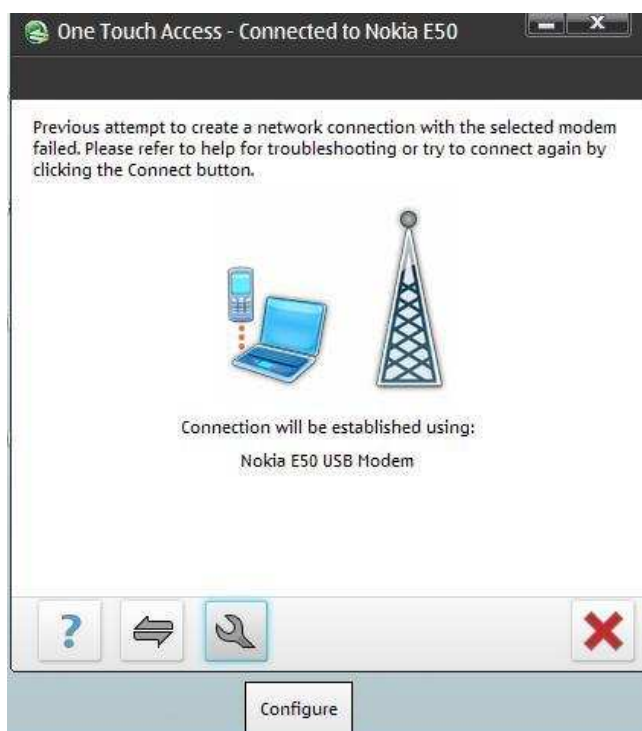 One Touch Access - Connected to Nokia E50
Previous attempt to create a network connection with the selected modem
failed. Please refer to help for troubleshooting or try to connect again by
clicking the Connect button.
Connection will be established using:
Nokia E50 USB Modem
Configure